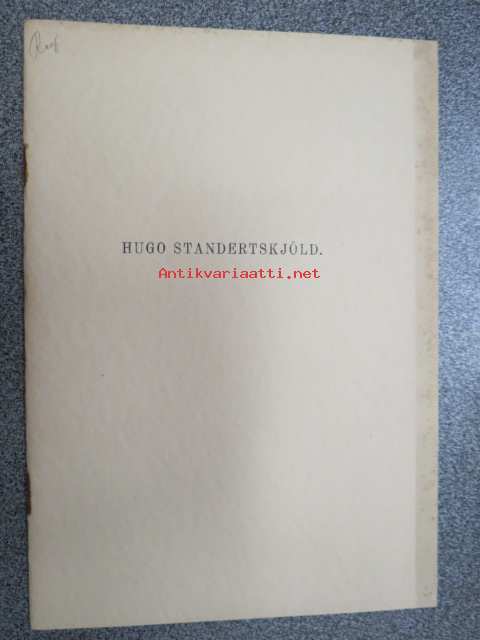 HUGO STANDERTSKJÖLD.
Antikvariaatti.net